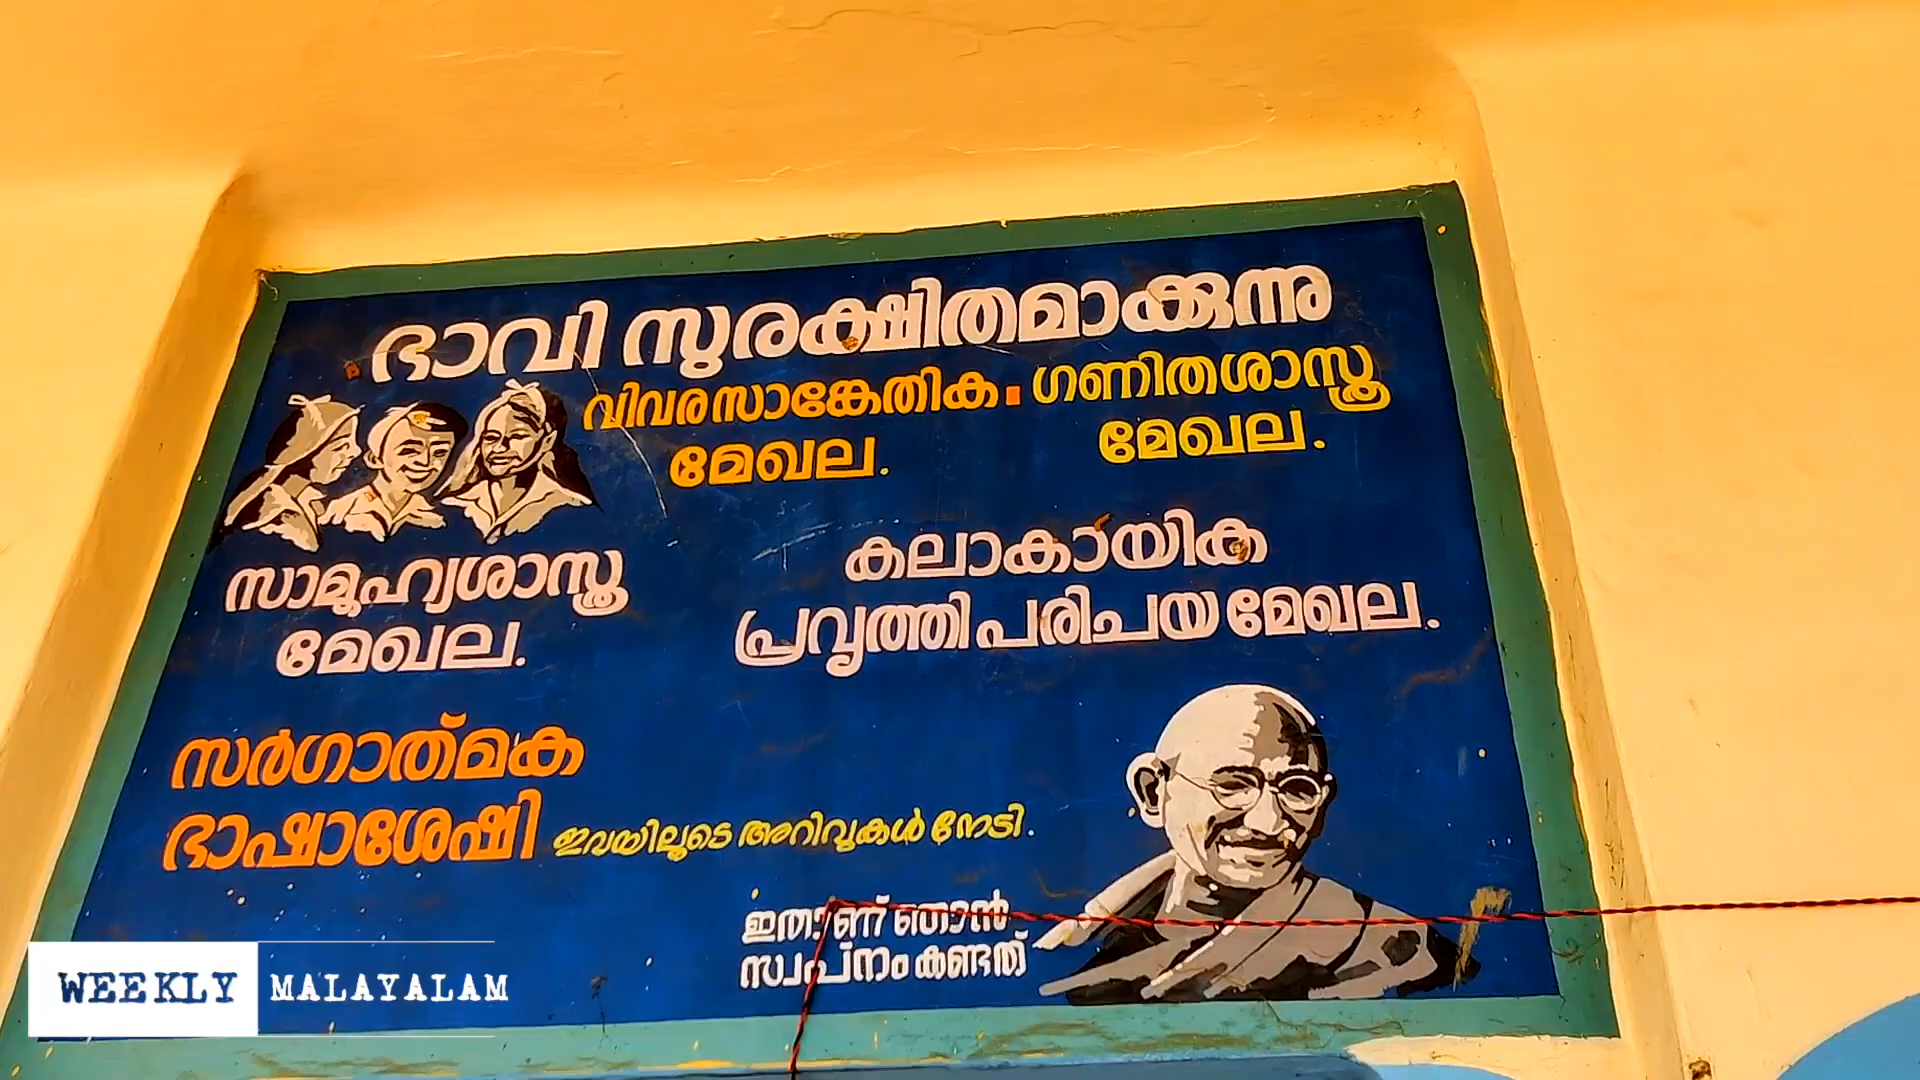 ഭാവി സുരക്ഷിതമാക്കുന്നു
വിവരസാങ്കേതിക
മേഖല.
ഗണിതശാസ്ത്ര
മേഖല.
സാമൂഹ്യശാസ്ത്ര
മേഖല.
കലാകായിക
പ്രവൃത്തിപരിചയമേഖല.
സർഗാത്മക
ഭാഷാശേഷി ഇവയിലൂടെ അറിവുകൾ നേടി.
ഇതാണ് ഞാൻ
സ്വപ്നം കണ്ടത്
WEEKLY MALAYALAM